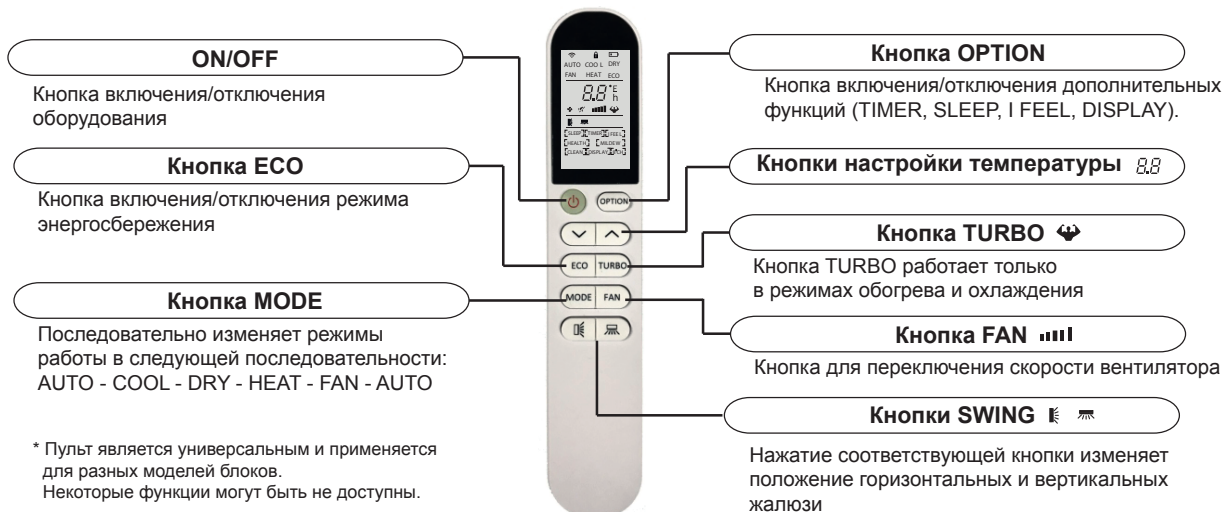 ON/OFF
Кнопка включения/отключения
оборудования
Кнопка ECO
Кнопка включения/отключения режима
энергосбережения
Кнопка MODE
Последовательно изменяет режимы
работы в следующей последовательности:
AUTO - COOL - DRY - HEAT - FAN - AUTO
* Пульт является универсальным и применяется
для разных моделей блоков.
Некоторые функции могут быть не доступны.
AUTO COOL DRY
FAN HEAT ECO
8.8 °F h
SLEEP TIMER I FEEL
HEALTH MILDEW
CLEAN DISPLAY
OPTION
ECO TURBO
MODE FAN
Кнопка OPTION
Кнопка включения/отключения дополнительных
функций (TIMER, SLEEP, I FEEL, DISPLAY).
Кнопки настройки температуры 8.8
Кнопка TURBO
Кнопка TURBO работает только
в режимах обогрева и охлаждения
Кнопка FAN
Кнопка для переключения скорости вентилятора
Кнопки SWING
Нажатие соответствующей кнопки изменяет
положение горизонтальных и вертикальных
жалюзи